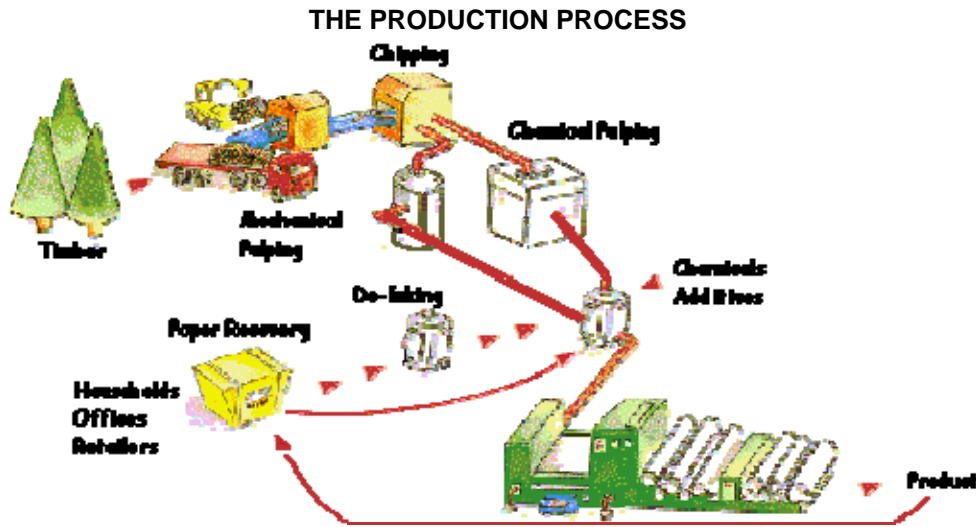 THE PRODUCTION PROCESS
Chipping
Chemical Pulping
Timber
Mechanical
Pulping
Chemicals
Additives
De-Inking
Paper Recovery
Households
Offices
Retailers
Product